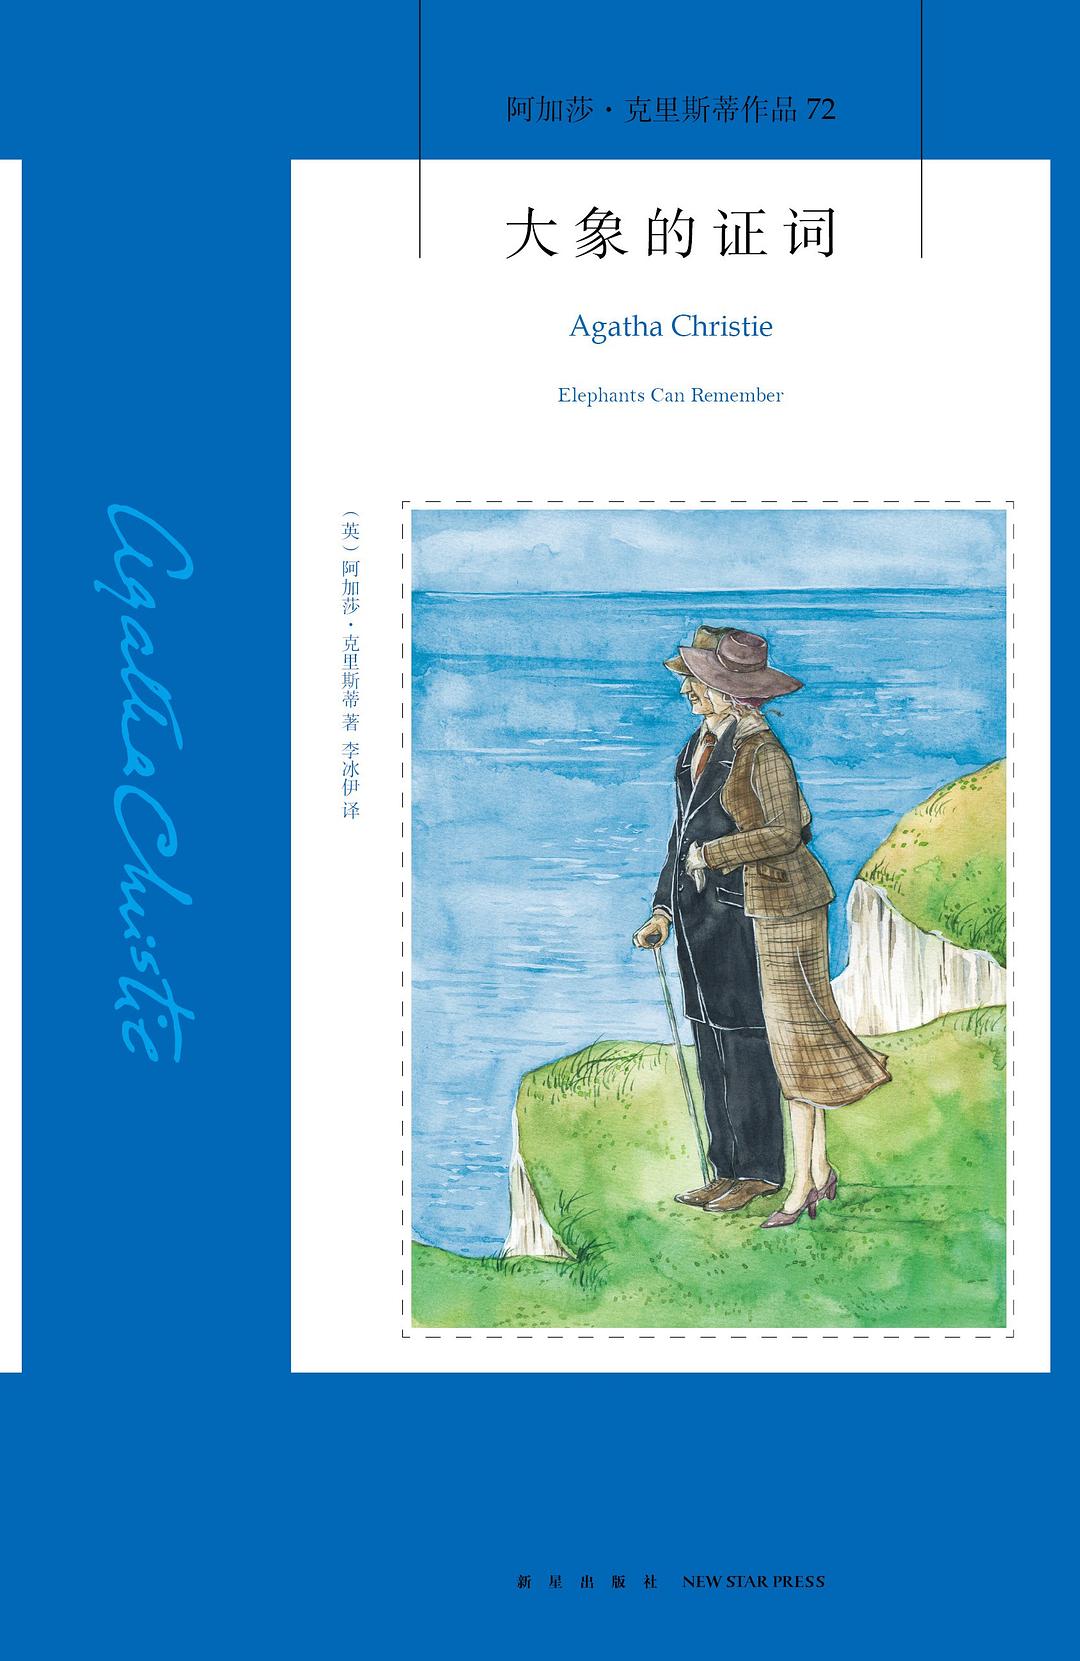 阿加莎·克里斯蒂作品 72
大象的证词
Agatha Christie
Elephants Can Remember
（英）阿加莎·克里斯蒂 著 李冰伊 译
Agatha Christie
新星出版社 NEW STAR PRESS